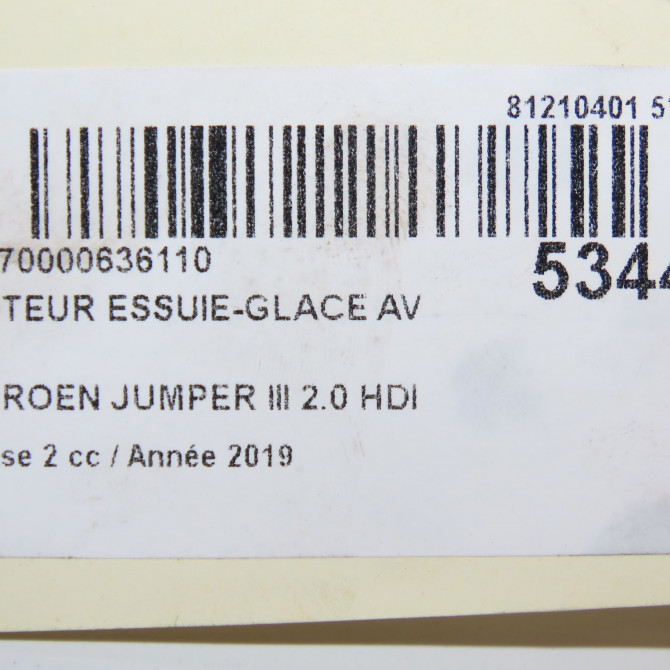 81210401 51
70000636110
5344
TEUR ESSUIE-GLACE AV
ROEN JUMPER III 2.0 HDI
se 2 cc / Année 2019